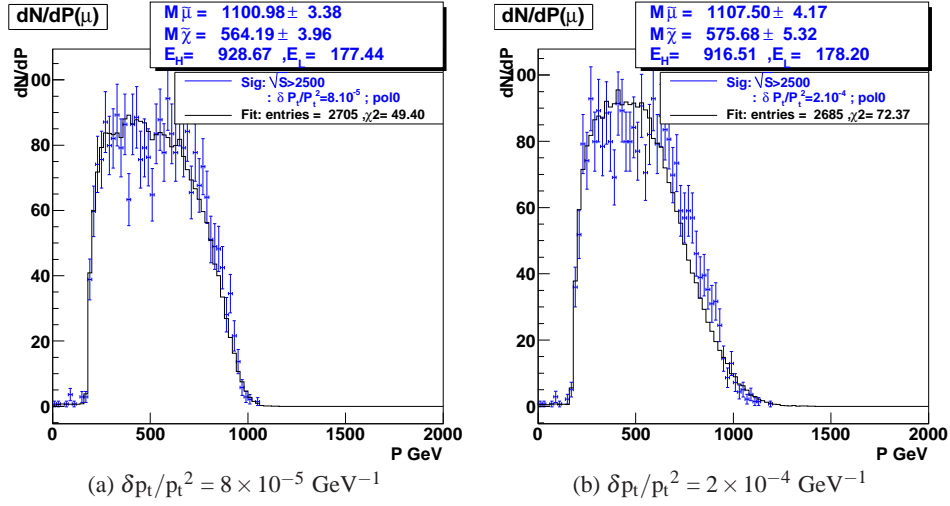 dN/dP(μ)
M μ̃ = 1100.98 ± 3.38
M χ̃ = 564.19 ± 3.96
E_H= 928.67 ,E_L= 177.44
Sig: √S>2500
: δ P_t/P_t^2=8.10^-5 ; pol0
Fit: entries = 2705 ,χ2= 49.40
dN/dP
100
80
60
40
20
0
0 500 1000 1500 2000
P GeV
(a) δp_t/p_t^2 = 8 × 10^−5 GeV^−1
dN/dP(μ)
M μ̃ = 1107.50 ± 4.17
M χ̃ = 575.68 ± 5.32
E_H= 916.51 ,E_L= 178.20
Sig: √S>2500
: δ P_t/P_t^2=2.10^-4 ; pol0
Fit: entries = 2685 ,χ2= 72.37
dN/dP
100
80
60
40
20
0
0 500 1000 1500 2000
P GeV
(b) δp_t/p_t^2 = 2 × 10^−4 GeV^−1